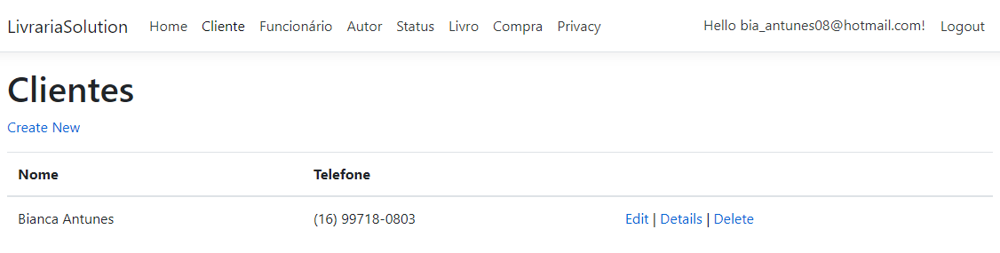 LivrariaSolution Home Cliente Funcionário Autor Status Livro Compra Privacy Hello bia_antunes08@hotmail.com! Logout
Clientes
Create New
Nome Telefone
Bianca Antunes (16) 99718-0803 Edit | Details | Delete